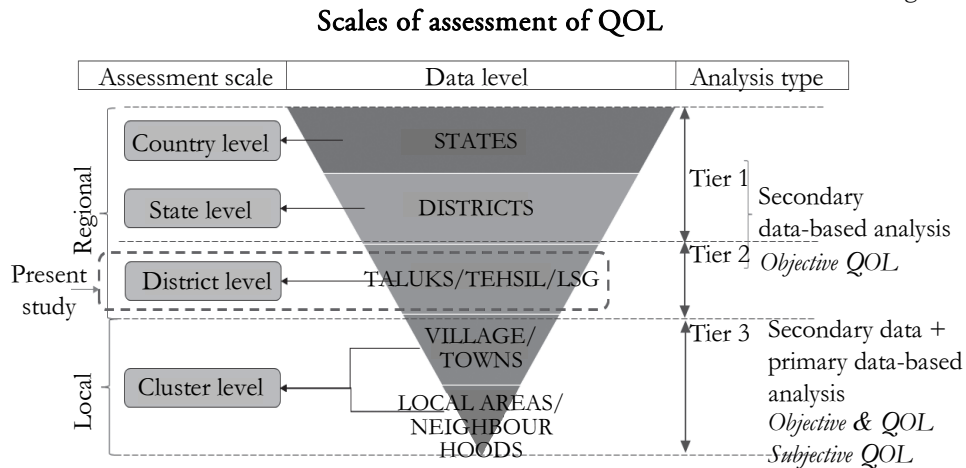 Scales of assessment of QOL
Assessment scale
Data level
Analysis type
Regional
Country level
STATES
Tier 1
State level
DISTRICTS
Secondary
data-based analysis
Objective QOL
Present
study
District level
TALUKS/TEHSIL/LSG
Tier 2
Local
Cluster level
VILLAGE/
TOWNS
LOCAL AREAS/
NEIGHBOUR
HOODS
Tier 3
Secondary data +
primary data-based
analysis
Objective & QOL
Subjective QOL